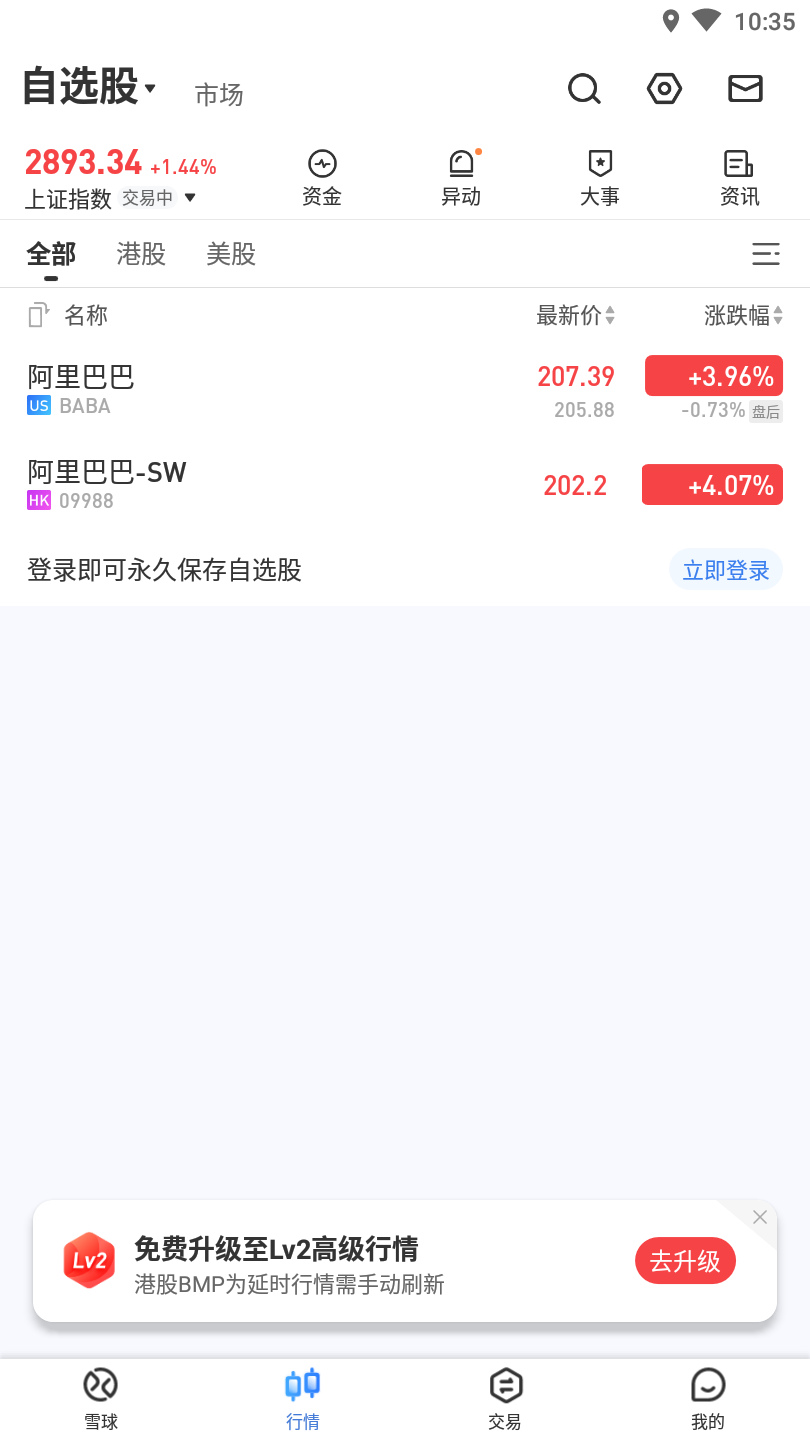 10:35
自选股
市场
2893.34 +1.44%
上证指数 交易中
资金
异动
大事
资讯
全部
港股
美股
名称
最新价
涨跌幅
阿里巴巴
207.39
+3.96%
US BABA
205.88
-0.73% 盘后
阿里巴巴-SW
202.2
+4.07%
HK 09988
登录即可永久保存自选股
立即登录
Lv2
免费升级至Lv2高级行情
港股BMP为延时行情需手动刷新
去升级
雪球
行情
交易
我的